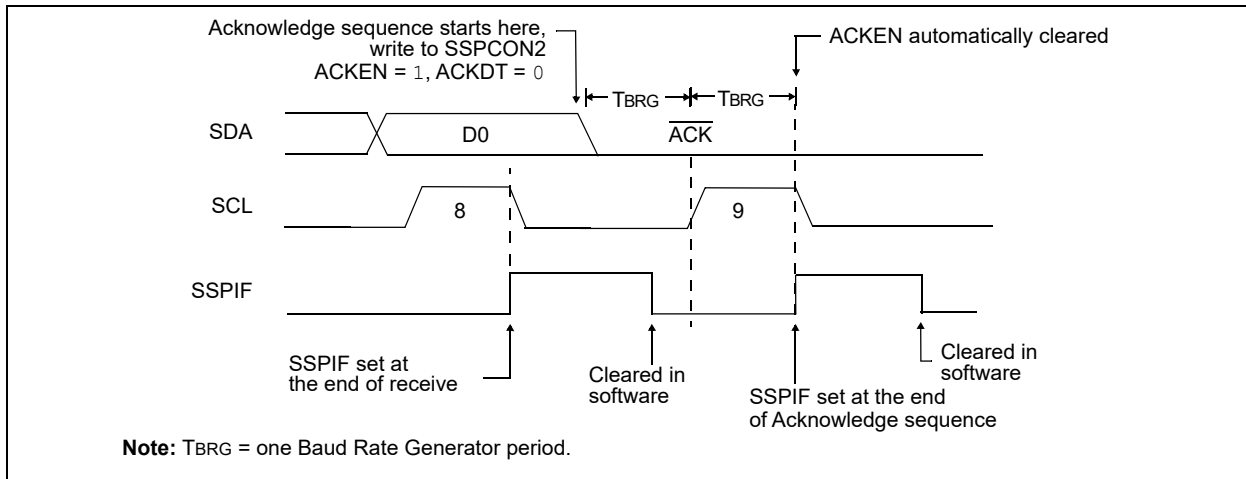 Acknowledge sequence starts here,
write to SSPCON2
ACKEN = 1, ACKDT = 0
ACKEN automatically cleared
TBRG
TBRG
SDA
D0
ACK
SCL
8
9
SSPIF
SSPIF set at
the end of receive
Cleared in
software
SSPIF set at the end
of Acknowledge sequence
Cleared in
software
Note: TBRG = one Baud Rate Generator period.